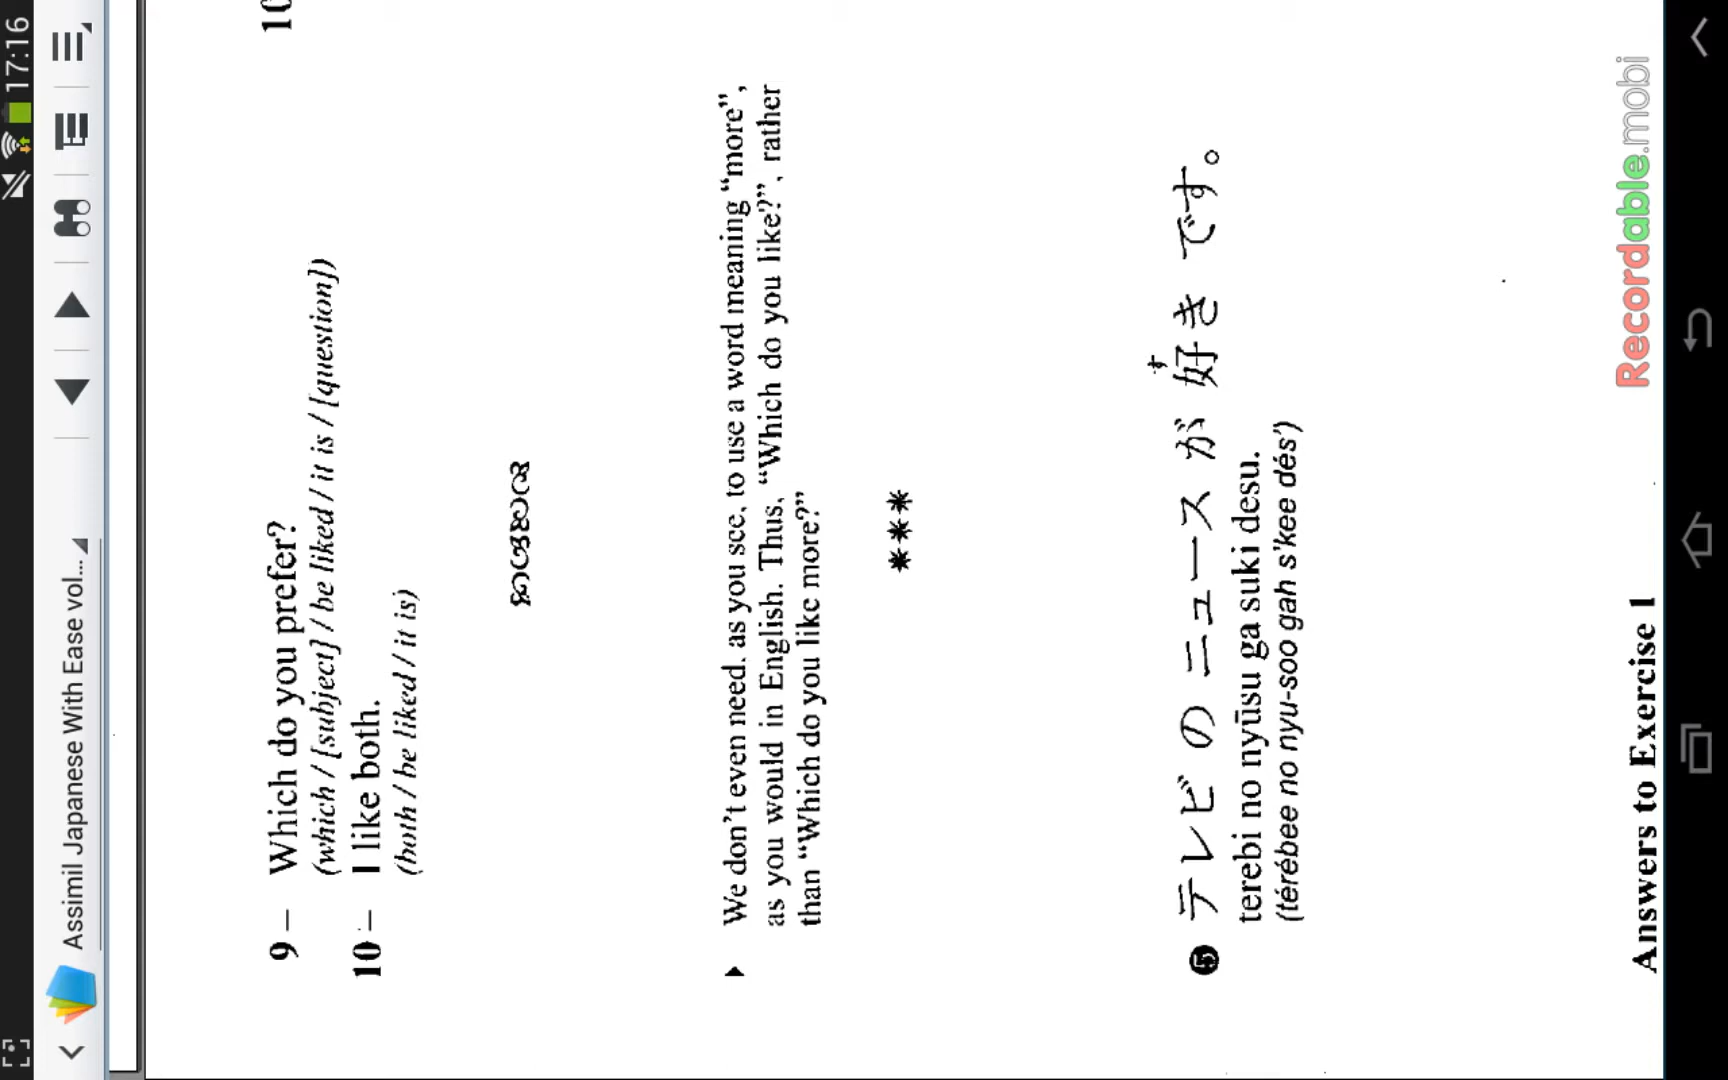 17:16
Assimil Japanese With Ease vol...
10
9 – Which do you prefer?
(which / [subject] / be liked / it is / [question])
10 – I like both.
(both / be liked / it is)
We don't even need, as you see, to use a word meaning “more”,
as you would in English. Thus, “Which do you like?”, rather
than “Which do you like more?”
***
す
❺ テレビ の ニュース が 好き です。
terebi no nyūsu ga suki desu.
(térébee no nyu-soo gah s'kee dés')
Answers to Exercise 1
Recordable.mobi